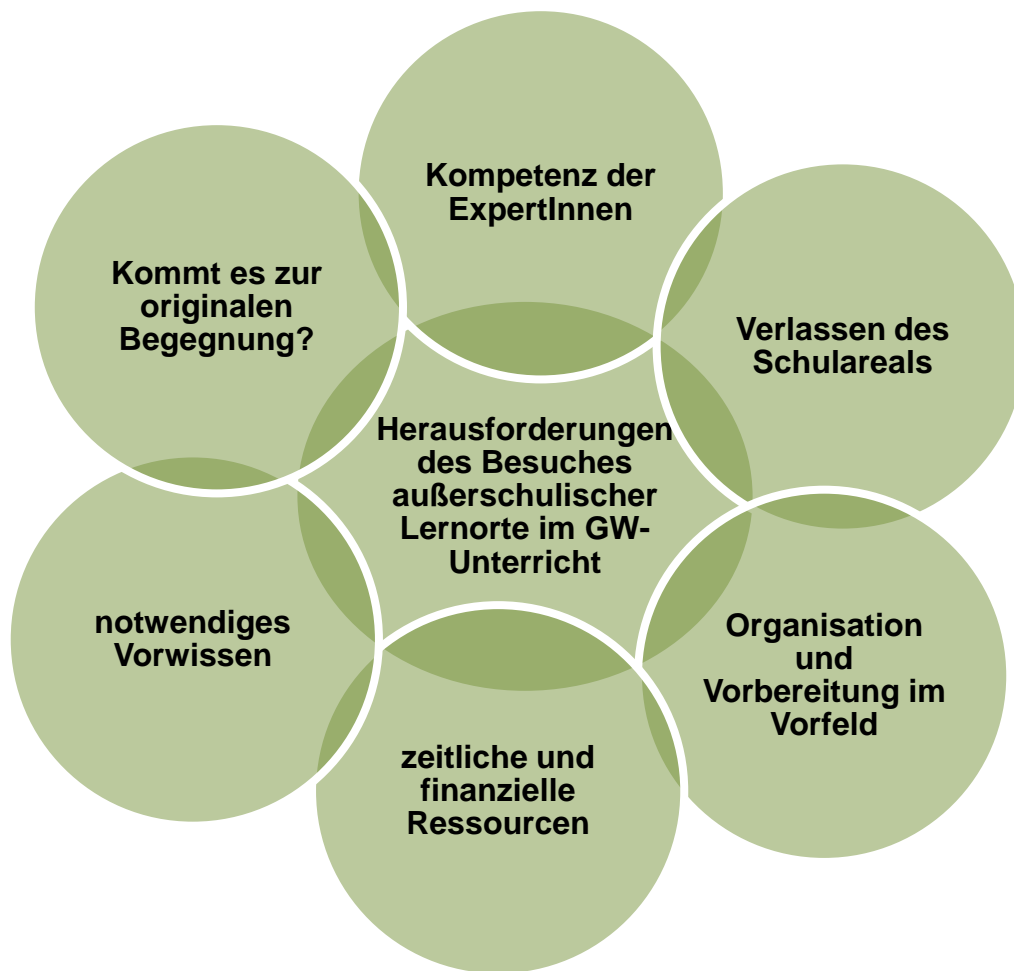 Kompetenz der
ExpertInnen
Kommt es zur
originalen
Begegnung?
Verlassen des
Schulareals
Herausforderungen
des Besuches
außerschulischer
Lernorte im GW-
Unterricht
notwendiges
Vorwissen
Organisation
und
Vorbereitung im
Vorfeld
zeitliche und
finanzielle
Ressourcen